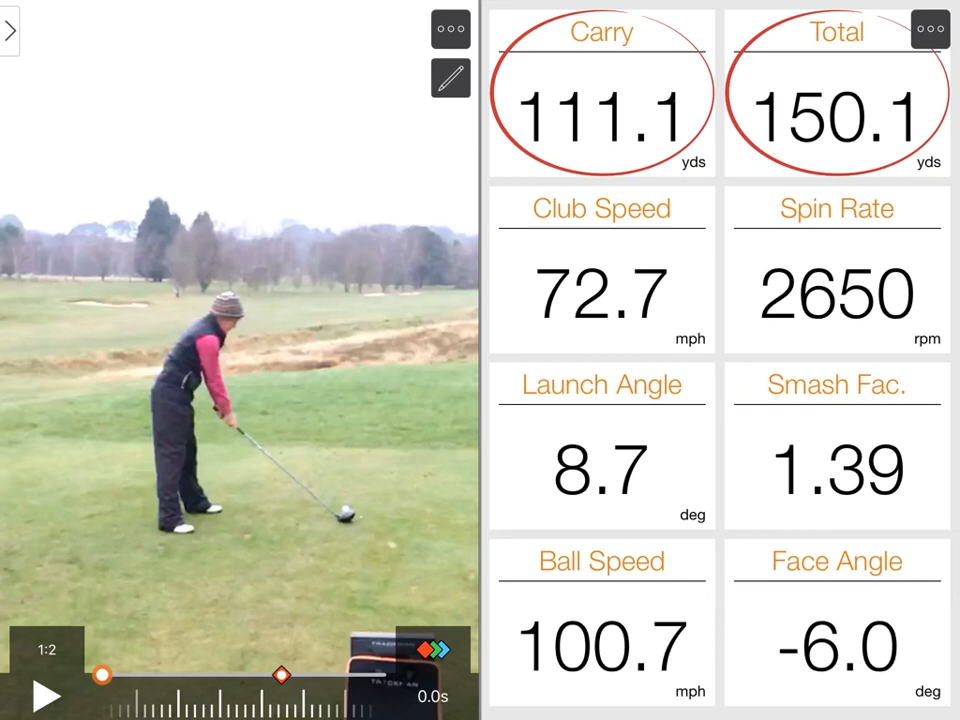 Carry
111.1
yds
Total
150.1
yds
Club Speed
72.7
mph
Spin Rate
2650
rpm
Launch Angle
8.7
deg
Smash Fac.
1.39
Ball Speed
100.7
mph
Face Angle
-6.0
deg
1:2
0.0s
TRACKMAN